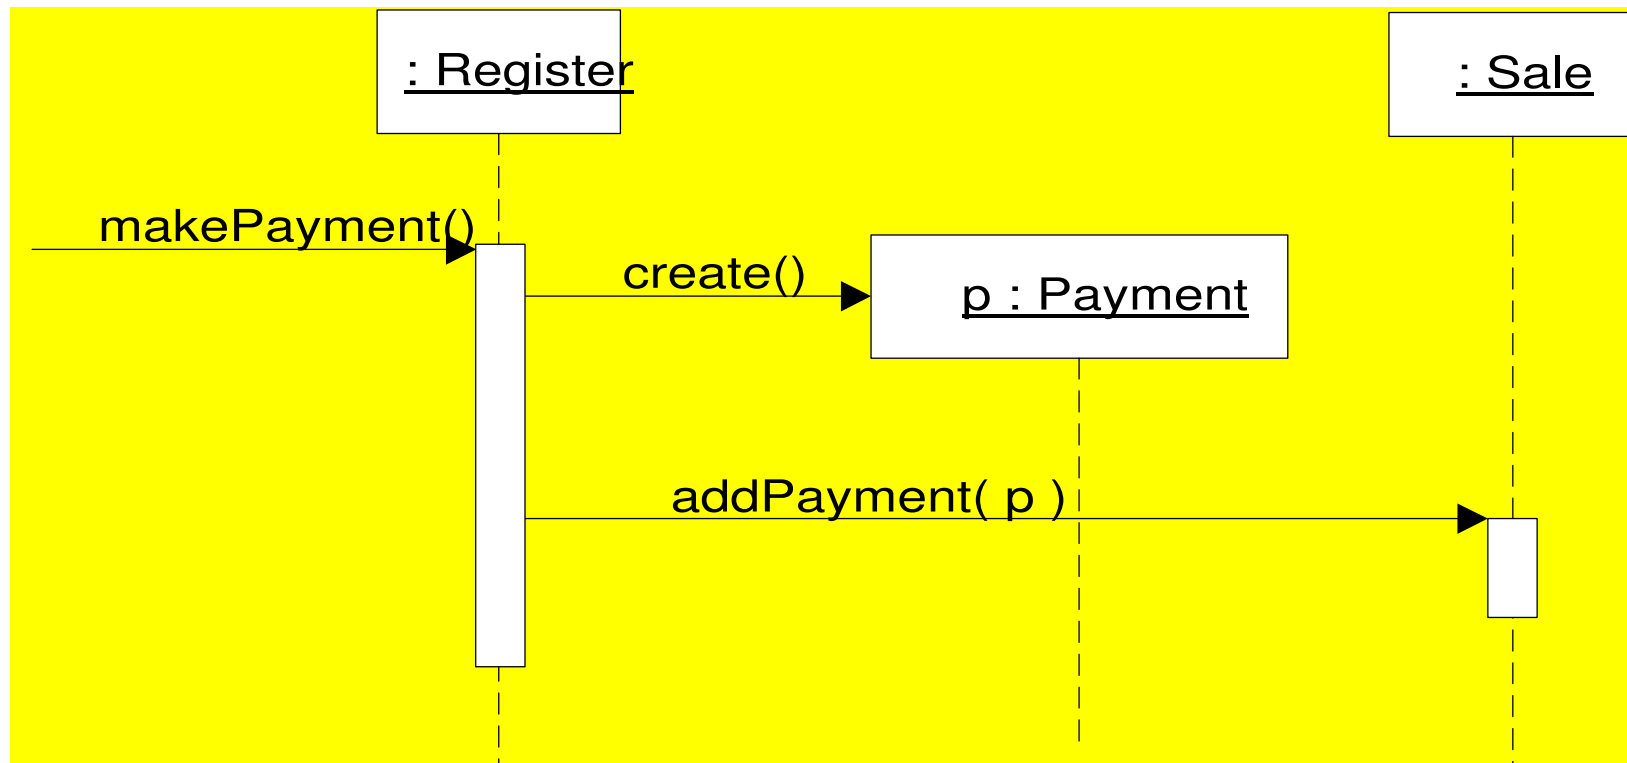 : Register
: Sale
makePayment()
create()
p : Payment
addPayment( p )